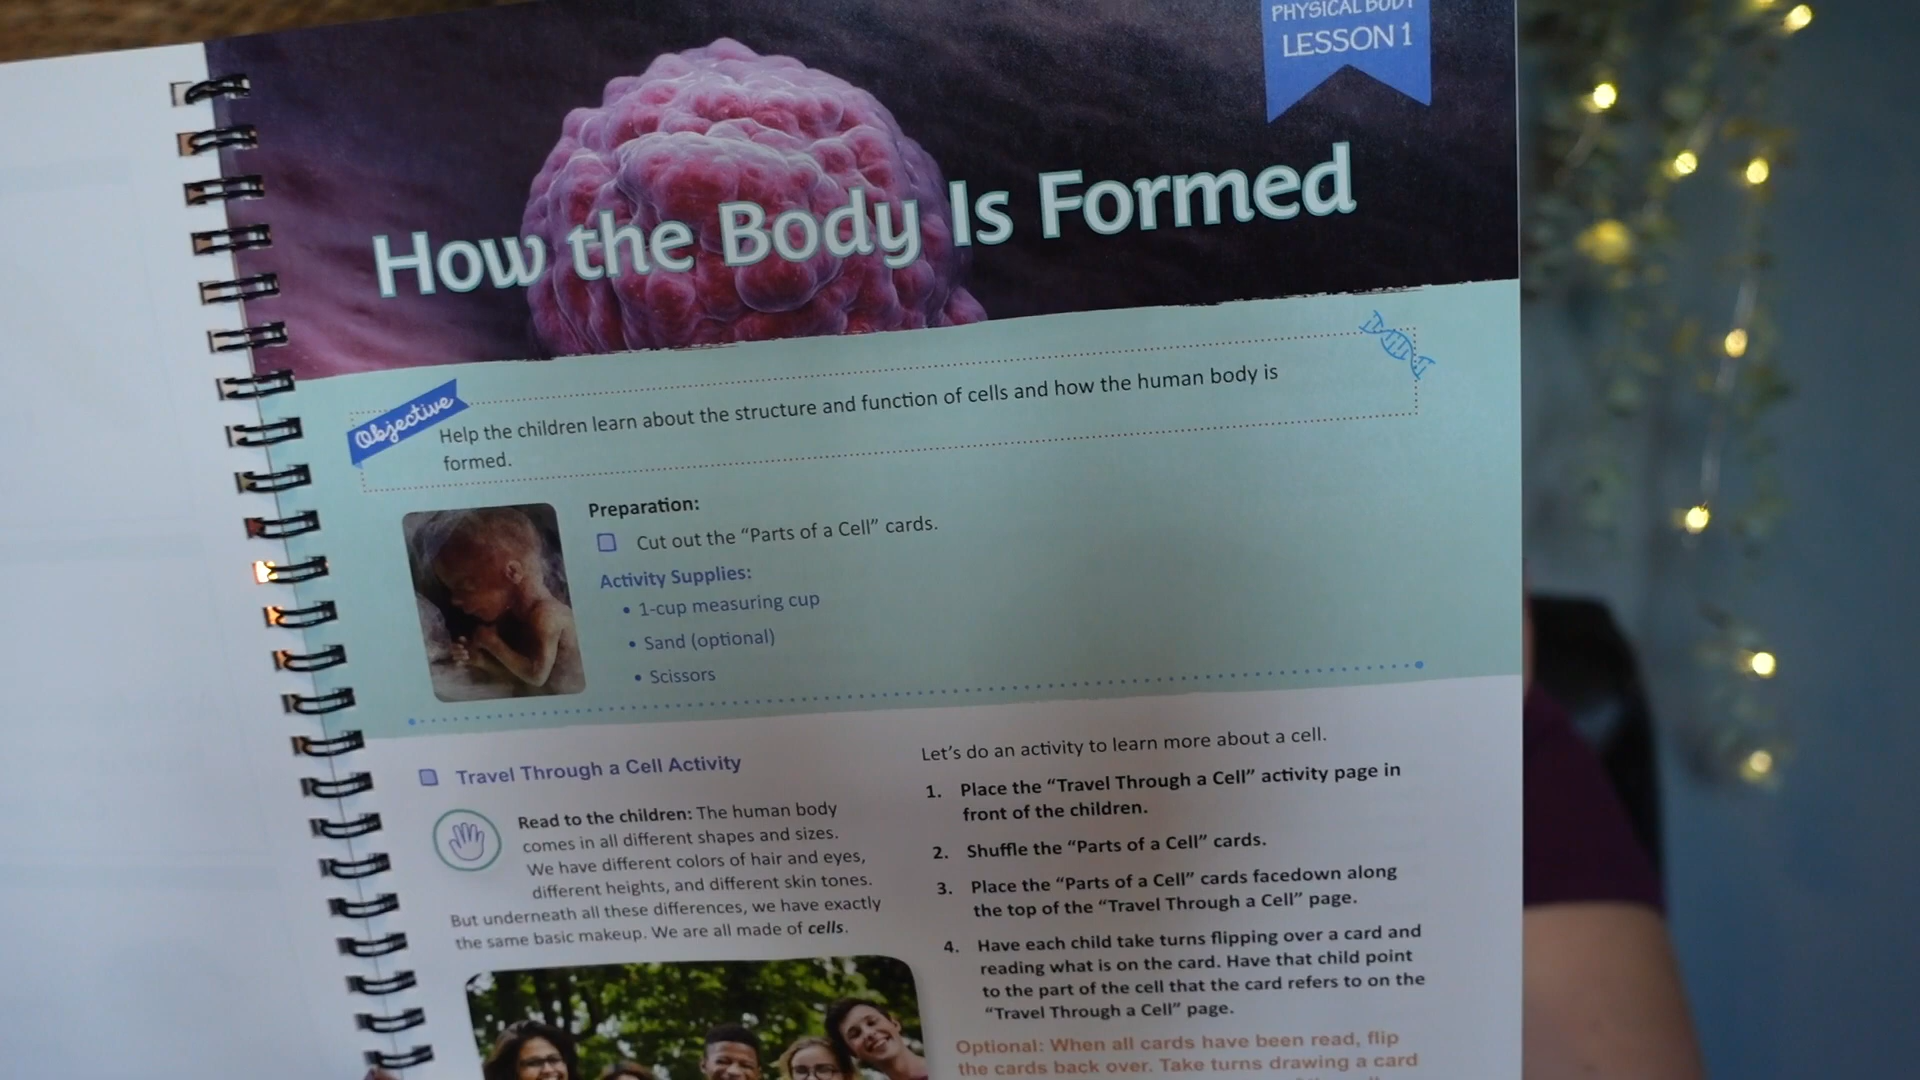 PHYSICAL BODY
LESSON 1
How the Body Is Formed
Objective
Help the children learn about the structure and function of cells and how the human body is
formed.
Preparation:
Cut out the “Parts of a Cell” cards.
Activity Supplies:
• 1-cup measuring cup
• Sand (optional)
• Scissors
Travel Through a Cell Activity
Read to the children: The human body
comes in all different shapes and sizes.
We have different colors of hair and eyes,
different heights, and different skin tones.
But underneath all these differences, we have exactly
the same basic makeup. We are all made of cells.
Let’s do an activity to learn more about a cell.
1. Place the “Travel Through a Cell” activity page in
front of the children.
2. Shuffle the “Parts of a Cell” cards.
3. Place the “Parts of a Cell” cards facedown along
the top of the “Travel Through a Cell” page.
4. Have each child take turns flipping over a card and
reading what is on the card. Have that child point
to the part of the cell that the card refers to on the
“Travel Through a Cell” page.
Optional: When all cards have been read, flip
the cards back over. Take turns drawing a card